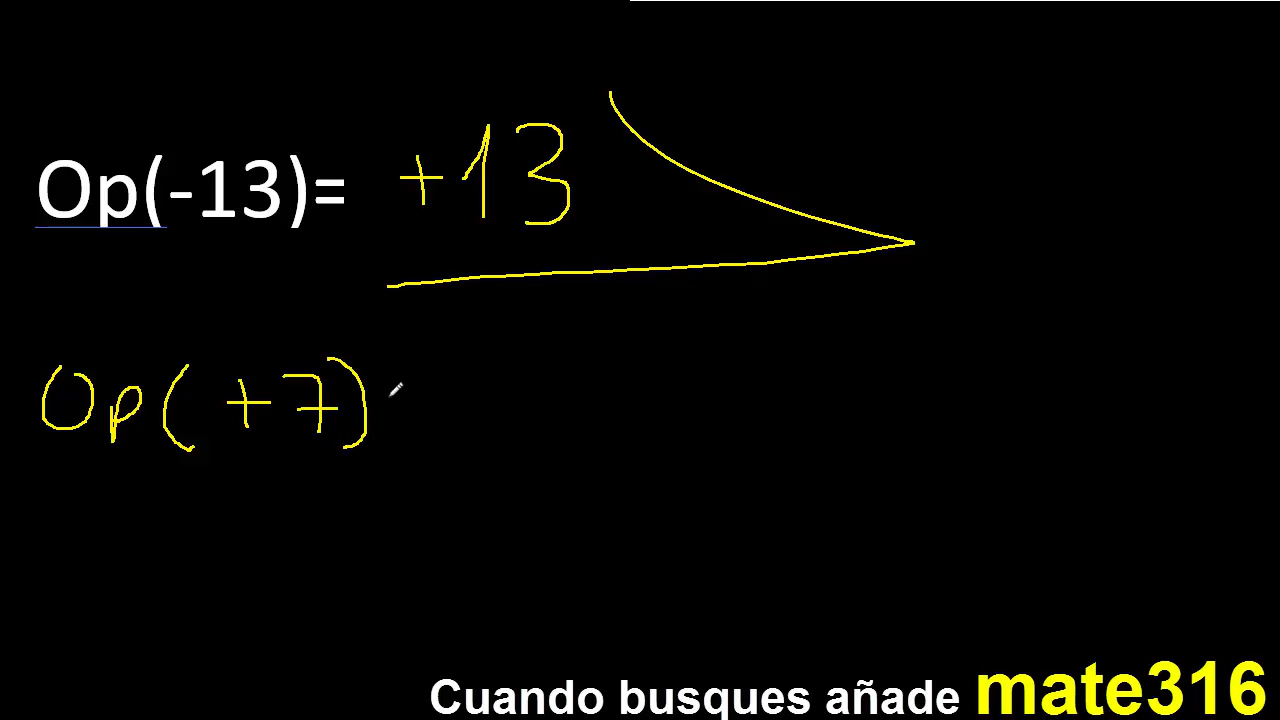 Op(-13)= +13
Op(+7)
Cuando busques añade mate316